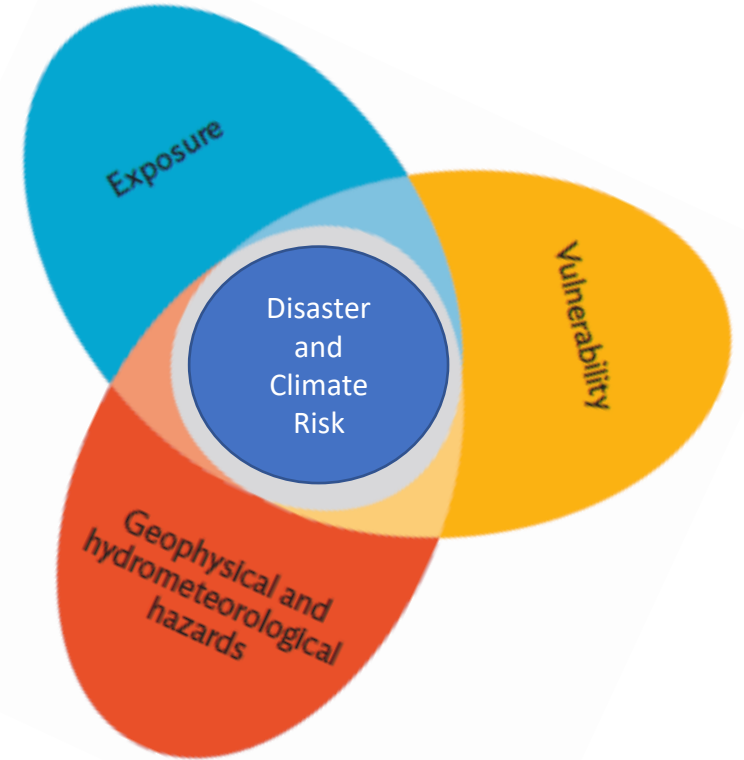 Exposure
Vulnerability
Disaster
and
Climate
Risk
Geophysical and
hydrometeorological
hazards